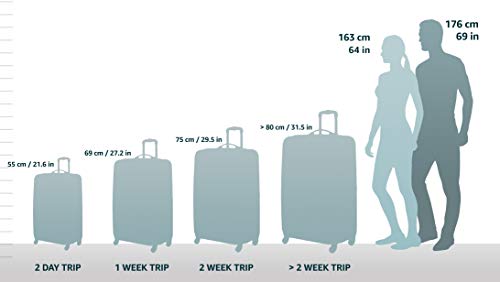 163 cm
64 in
176 cm
69 in
55 cm / 21.6 in
69 cm / 27.2 in
75 cm / 29.5 in
> 80 cm / 31.5 in
2 DAY TRIP
1 WEEK TRIP
2 WEEK TRIP
> 2 WEEK TRIP